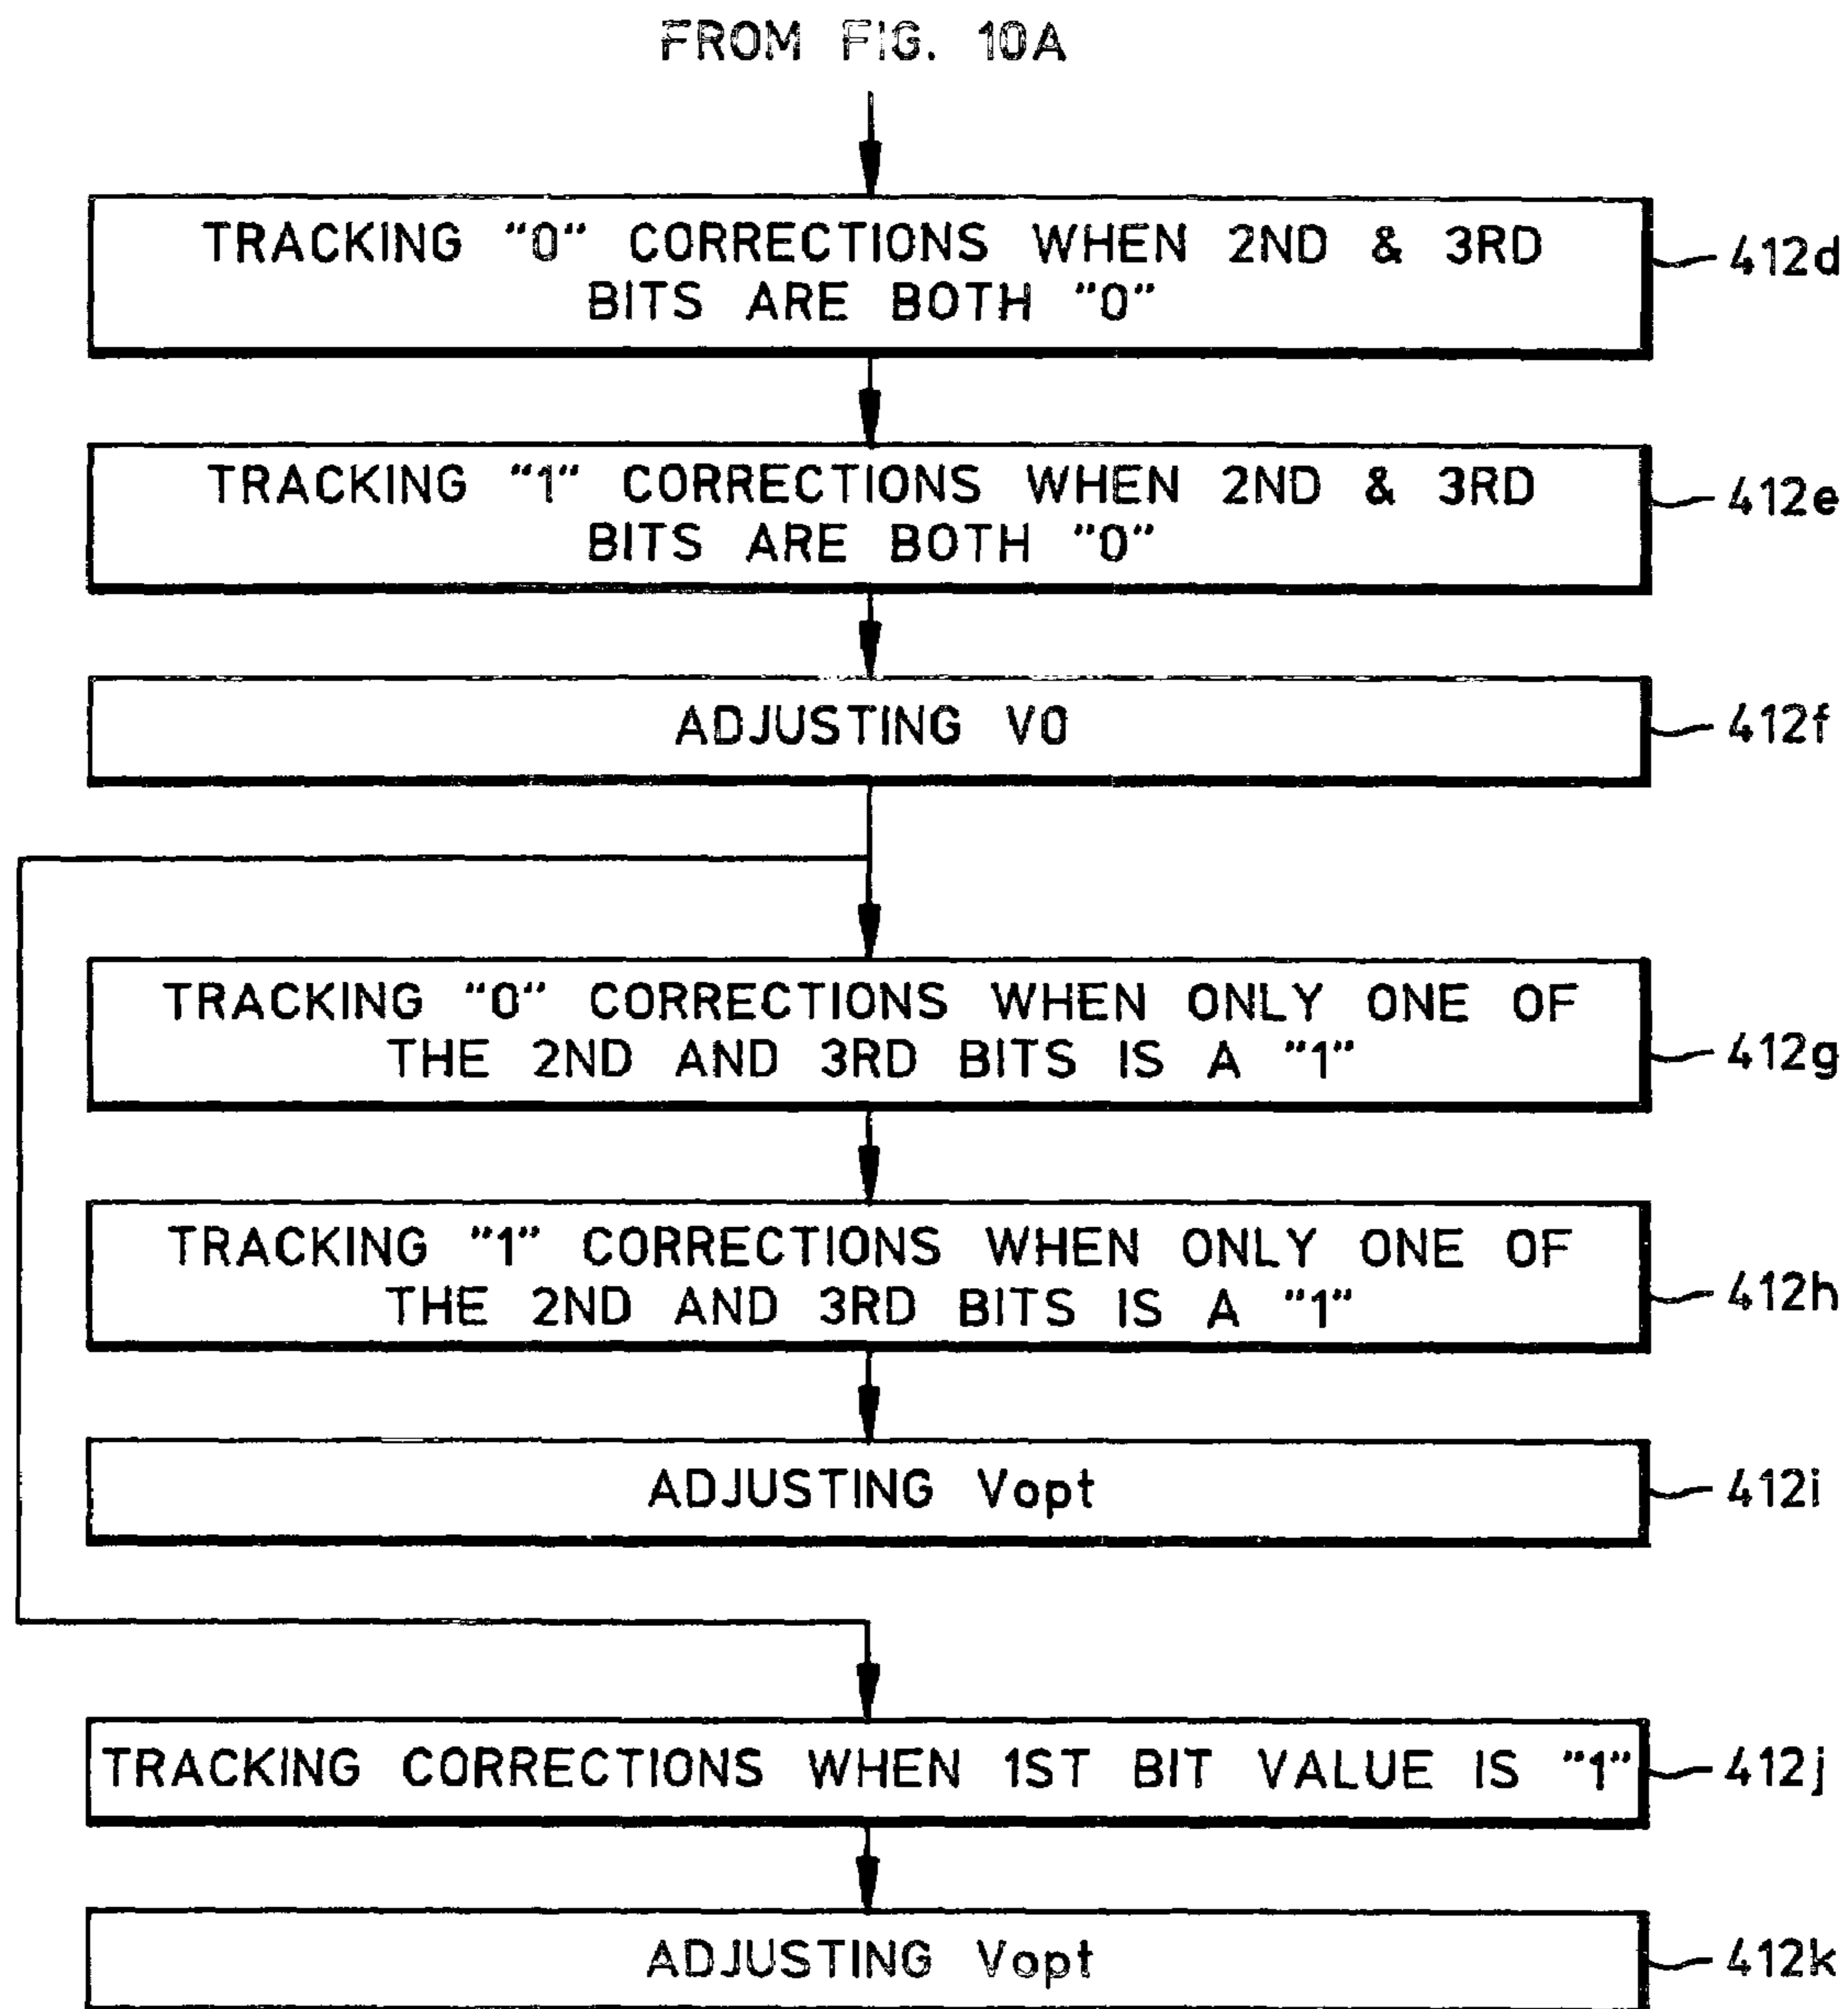 FROM FIG. 10A
TRACKING "0" CORRECTIONS WHEN 2ND & 3RD
BITS ARE BOTH "0"
412d
TRACKING "1" CORRECTIONS WHEN 2ND & 3RD
BITS ARE BOTH "0"
412e
ADJUSTING V0
412f
TRACKING "0" CORRECTIONS WHEN ONLY ONE OF
THE 2ND AND 3RD BITS IS A "1"
412g
TRACKING "1" CORRECTIONS WHEN ONLY ONE OF
THE 2ND AND 3RD BITS IS A "1"
412h
ADJUSTING Vopt
412i
TRACKING CORRECTIONS WHEN 1ST BIT VALUE IS "1"
412j
ADJUSTING Vopt
412k